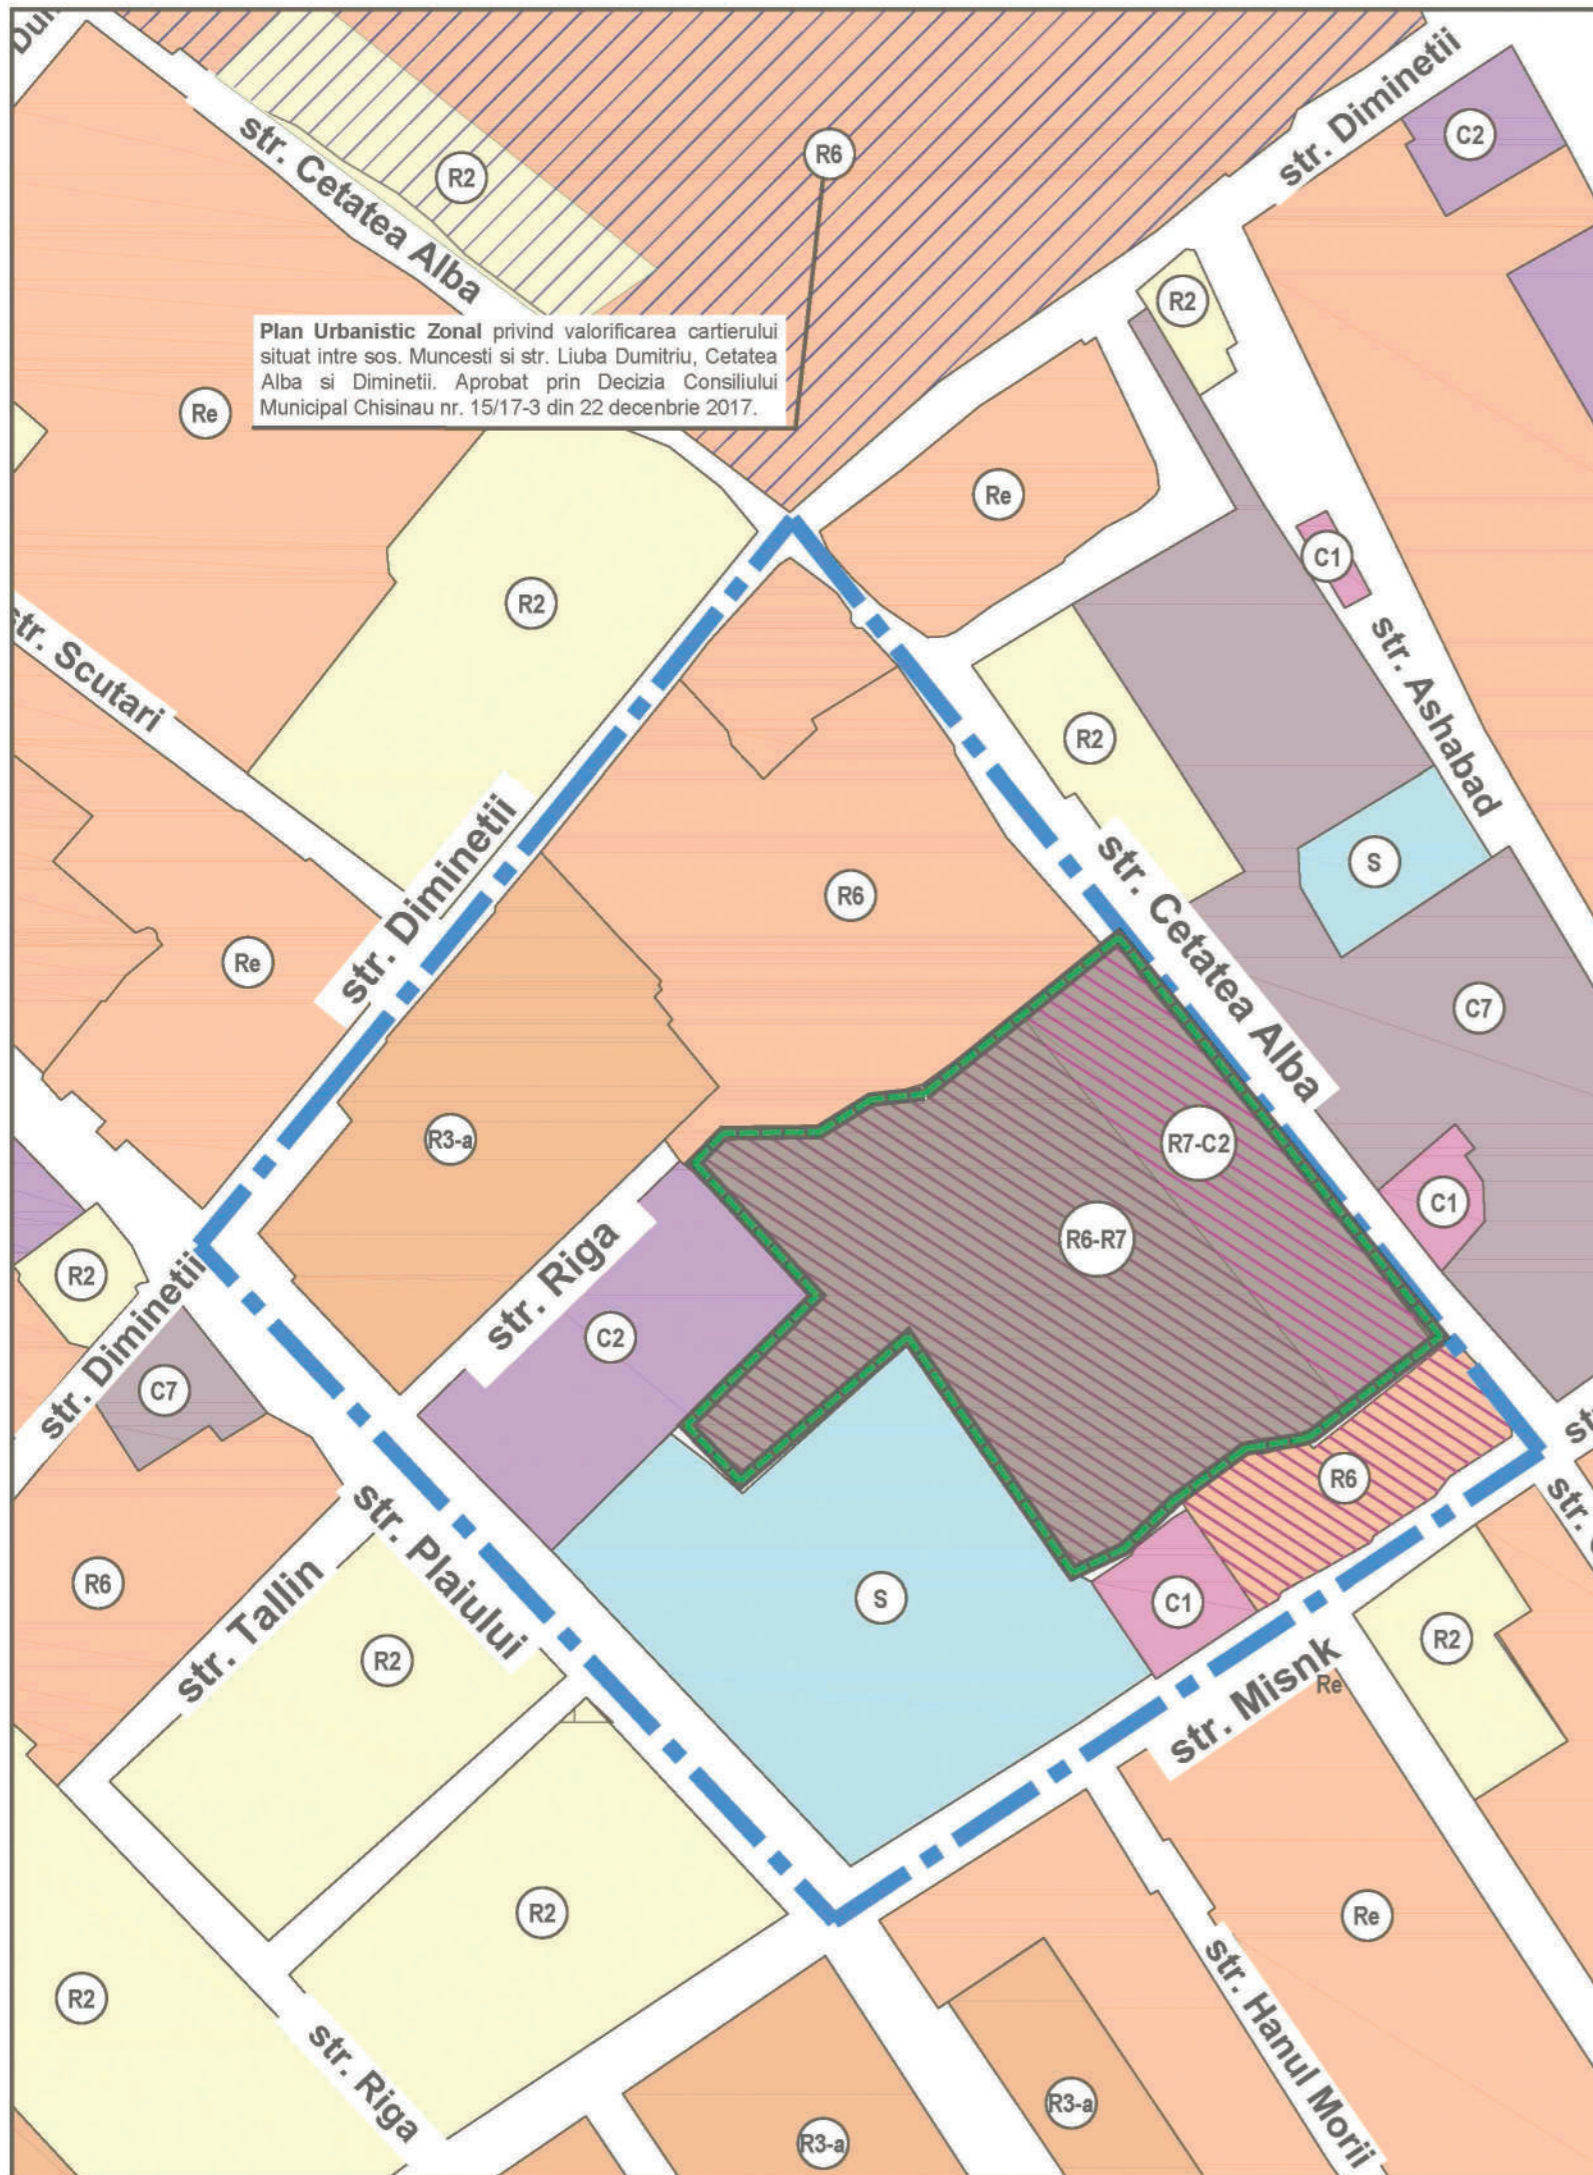 str. Diminetii
C2
R6
str. Cetatea Alba
R2
R2
Plan Urbanistic Zonal privind valorificarea cartierului
situat intre sos. Muncesti si str. Liuba Dumitriu, Cetatea
Alba si Diminetii. Aprobat prin Decizia Consiliului
Municipal Chisinau nr. 15/17-3 din 22 decenbrie 2017.
Re
Re
C1
R2
str. Scutari
str. Ashabad
R2
S
str. Diminetii
R6
str. Cetatea Alba
Re
C7
R3-a
R7-C2
C1
R6-R7
R2
str. Riga
C2
str. Diminetii
C7
R6
str. Plaiului
R6
S
C1
str. Tallin
R2
R2
str. Misnk
Re
R2
Re
R2
str. Hanul Morii
str. Riga
R3-a
R3-a